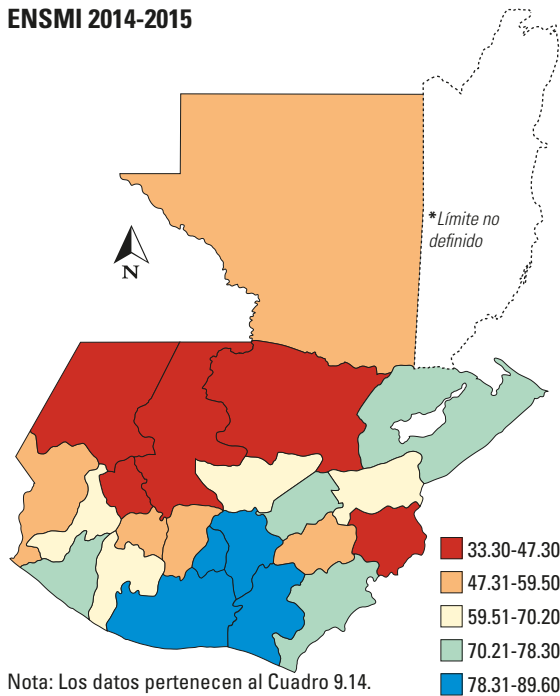 ENSMI 2014-2015
*Límite no
definido
N
33.30-47.30
47.31-59.50
59.51-70.20
70.21-78.30
78.31-89.60
Nota: Los datos pertenecen al Cuadro 9.14.